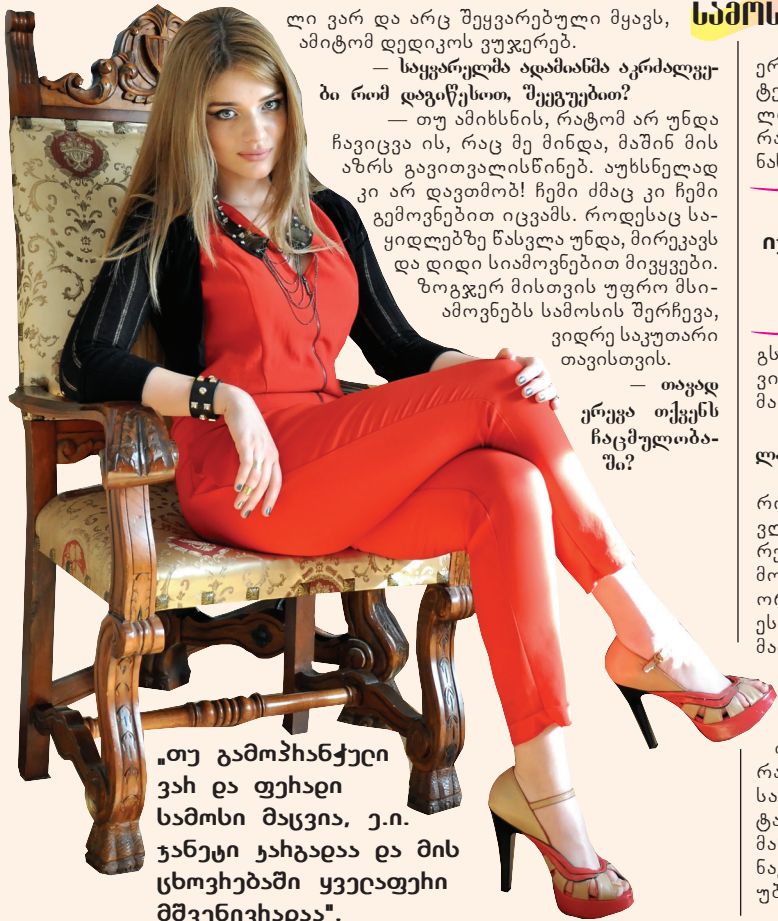 ლი ვარ და არც შეყვარებული მყავს,
ამიტომ დედიკოს ვუჯერებ.
— საყვარელმა ადამიანმა აკრძალვე-
ბი რომ დაგიწესოთ, შეეგუებით?
— თუ ამიხსნის, რატომ არ უნდა
ჩავიცვა ის, რაც მე მინდა, მაშინ მის
აზრს გავითვალისწინებ. აუხსნელად
კი არ დავთმობ! ჩემი ძმაც კი ჩემი
გემოვნებით იცვამს. როდესაც სა-
ყიდლებზე წასვლა უნდა, მირეკავს
და დიდი სიამოვნებით მივყვები.
ზოგჯერ მისთვის უფრო მსი-
ამოვნებს სამოსის შერჩევა,
ვიდრე საკუთარი
თავისთვის.
— თავად
ერევა თქვენს
ჩაცმულობა-
ში?
„თუ გამოპრანჭული
ვარ და ფერადი
სამოსი მაცვია, ე.ი.
ჯანეტი კარგადაა და მის
ცხოვრებაში ყველაფერი
მშვენივრადაა".